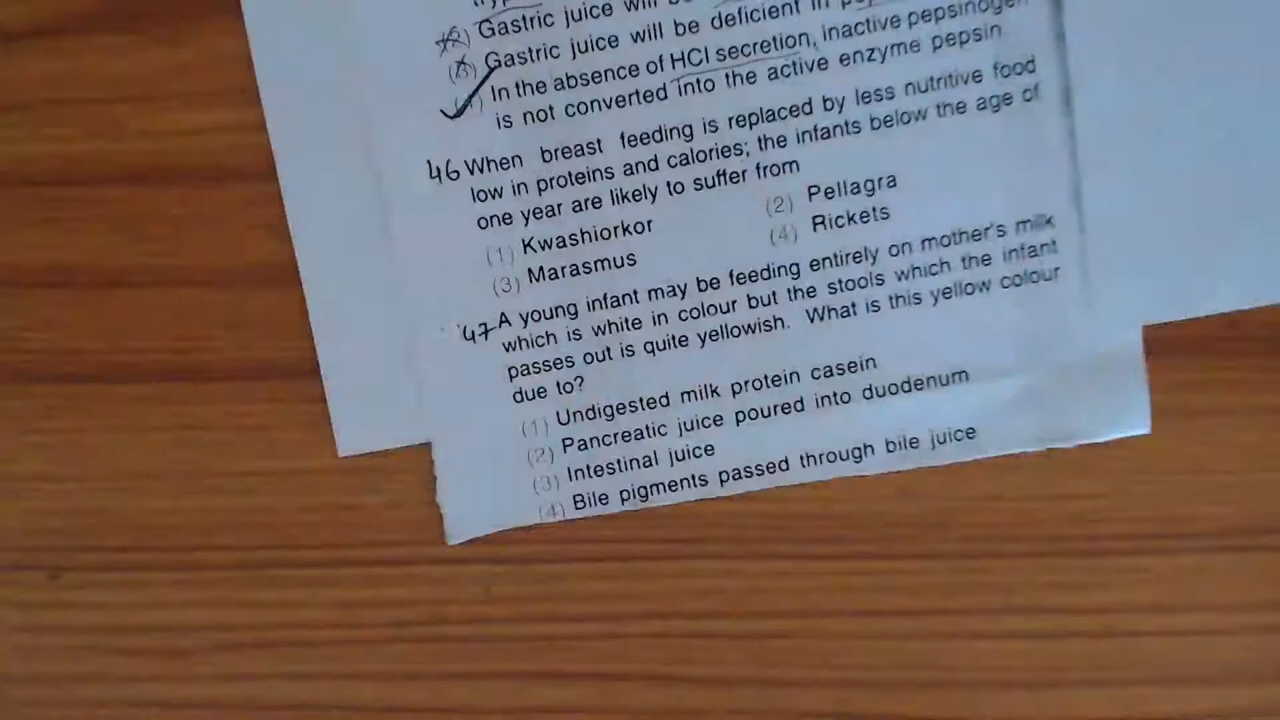 Gastric juice will
Gastric juice will be deficient in
In the absence of HCl secretion, inactive pepsinogen
is not converted into the active enzyme pepsin
46 When breast feeding is replaced by less nutritive food
low in proteins and calories; the infants below the age of
one year are likely to suffer from
(1) Kwashiorkor (2) Pellagra
(3) Marasmus (4) Rickets
47 A young infant may be feeding entirely on mother's milk
which is white in colour but the stools which the infant
passes out is quite yellowish. What is this yellow colour
due to?
(1) Undigested milk protein casein
(2) Pancreatic juice poured into duodenum
(3) Intestinal juice
(4) Bile pigments passed through bile juice